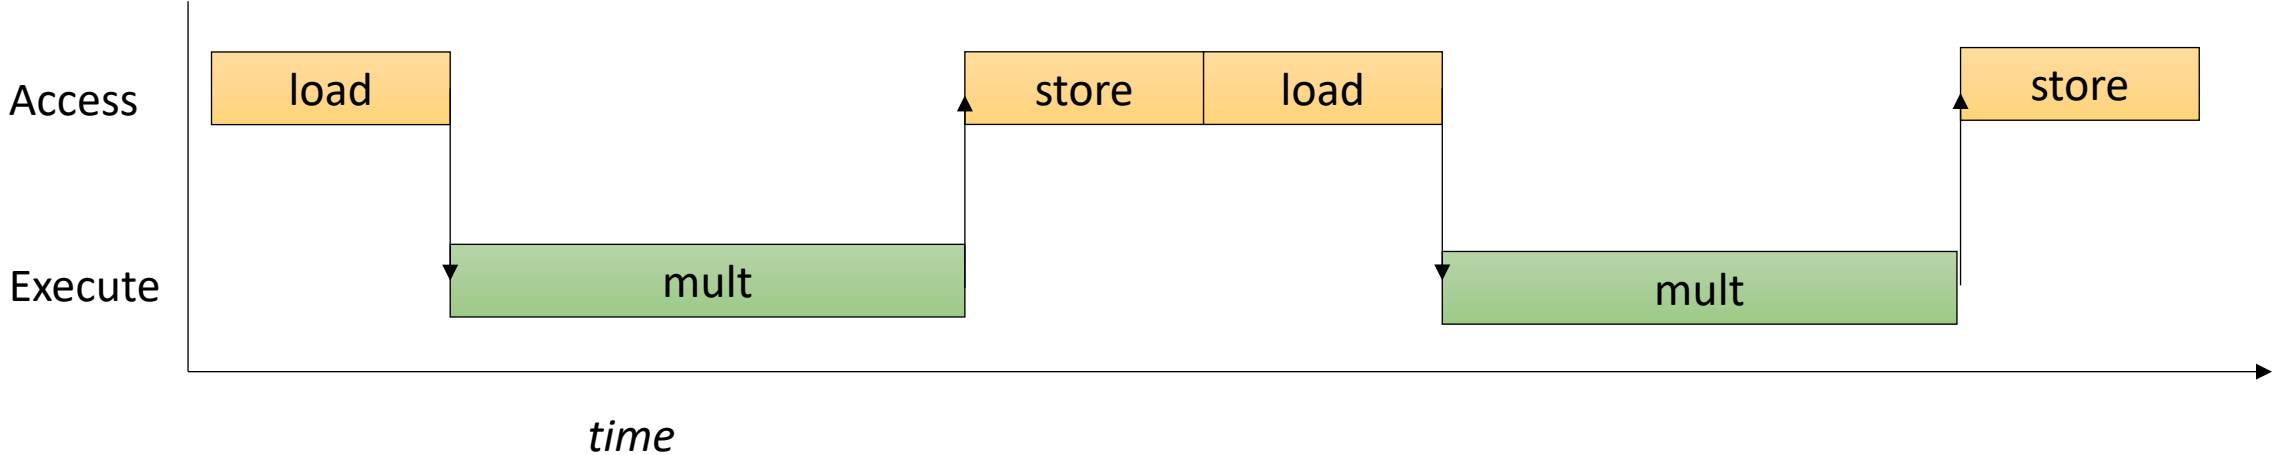 Access
load
store
load
store
Execute
mult
mult
time